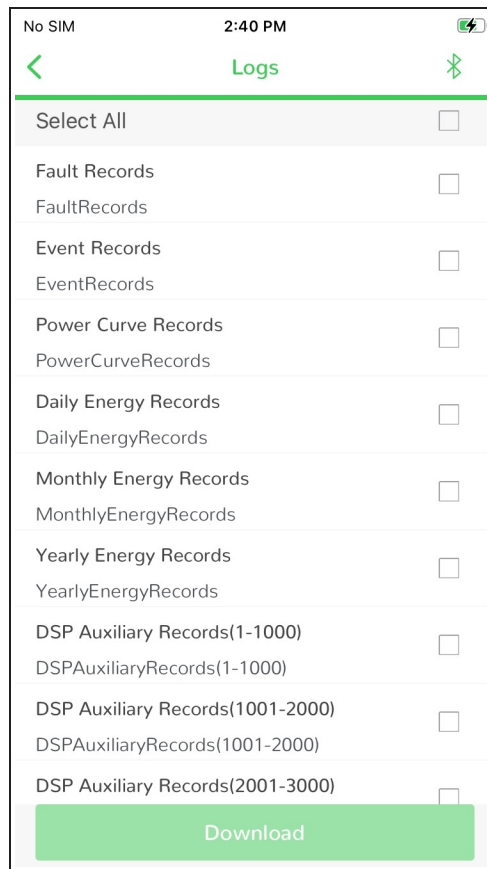 No SIM 2:40 PM
Logs
Select All
Fault Records
FaultRecords
Event Records
EventRecords
Power Curve Records
PowerCurveRecords
Daily Energy Records
DailyEnergyRecords
Monthly Energy Records
MonthlyEnergyRecords
Yearly Energy Records
YearlyEnergyRecords
DSP Auxiliary Records(1-1000)
DSPAuxiliaryRecords(1-1000)
DSP Auxiliary Records(1001-2000)
DSPAuxiliaryRecords(1001-2000)
DSP Auxiliary Records(2001-3000)
Download